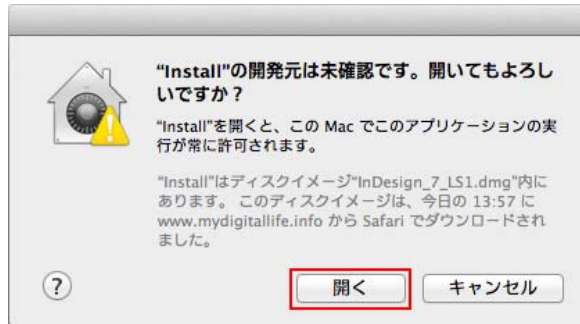 “Install”の開発元は未確認です。開いてもよろし
いですか？
“Install”を開くと、この Mac でこのアプリケーションの実
行が常に許可されます。
“Install”はディスクイメージ“InDesign_7_LS1.dmg”内に
あります。 このディスクイメージは、今日の 13:57 に
www.mydigitallife.info から Safari でダウンロードされ
ました。
? 開く キャンセル